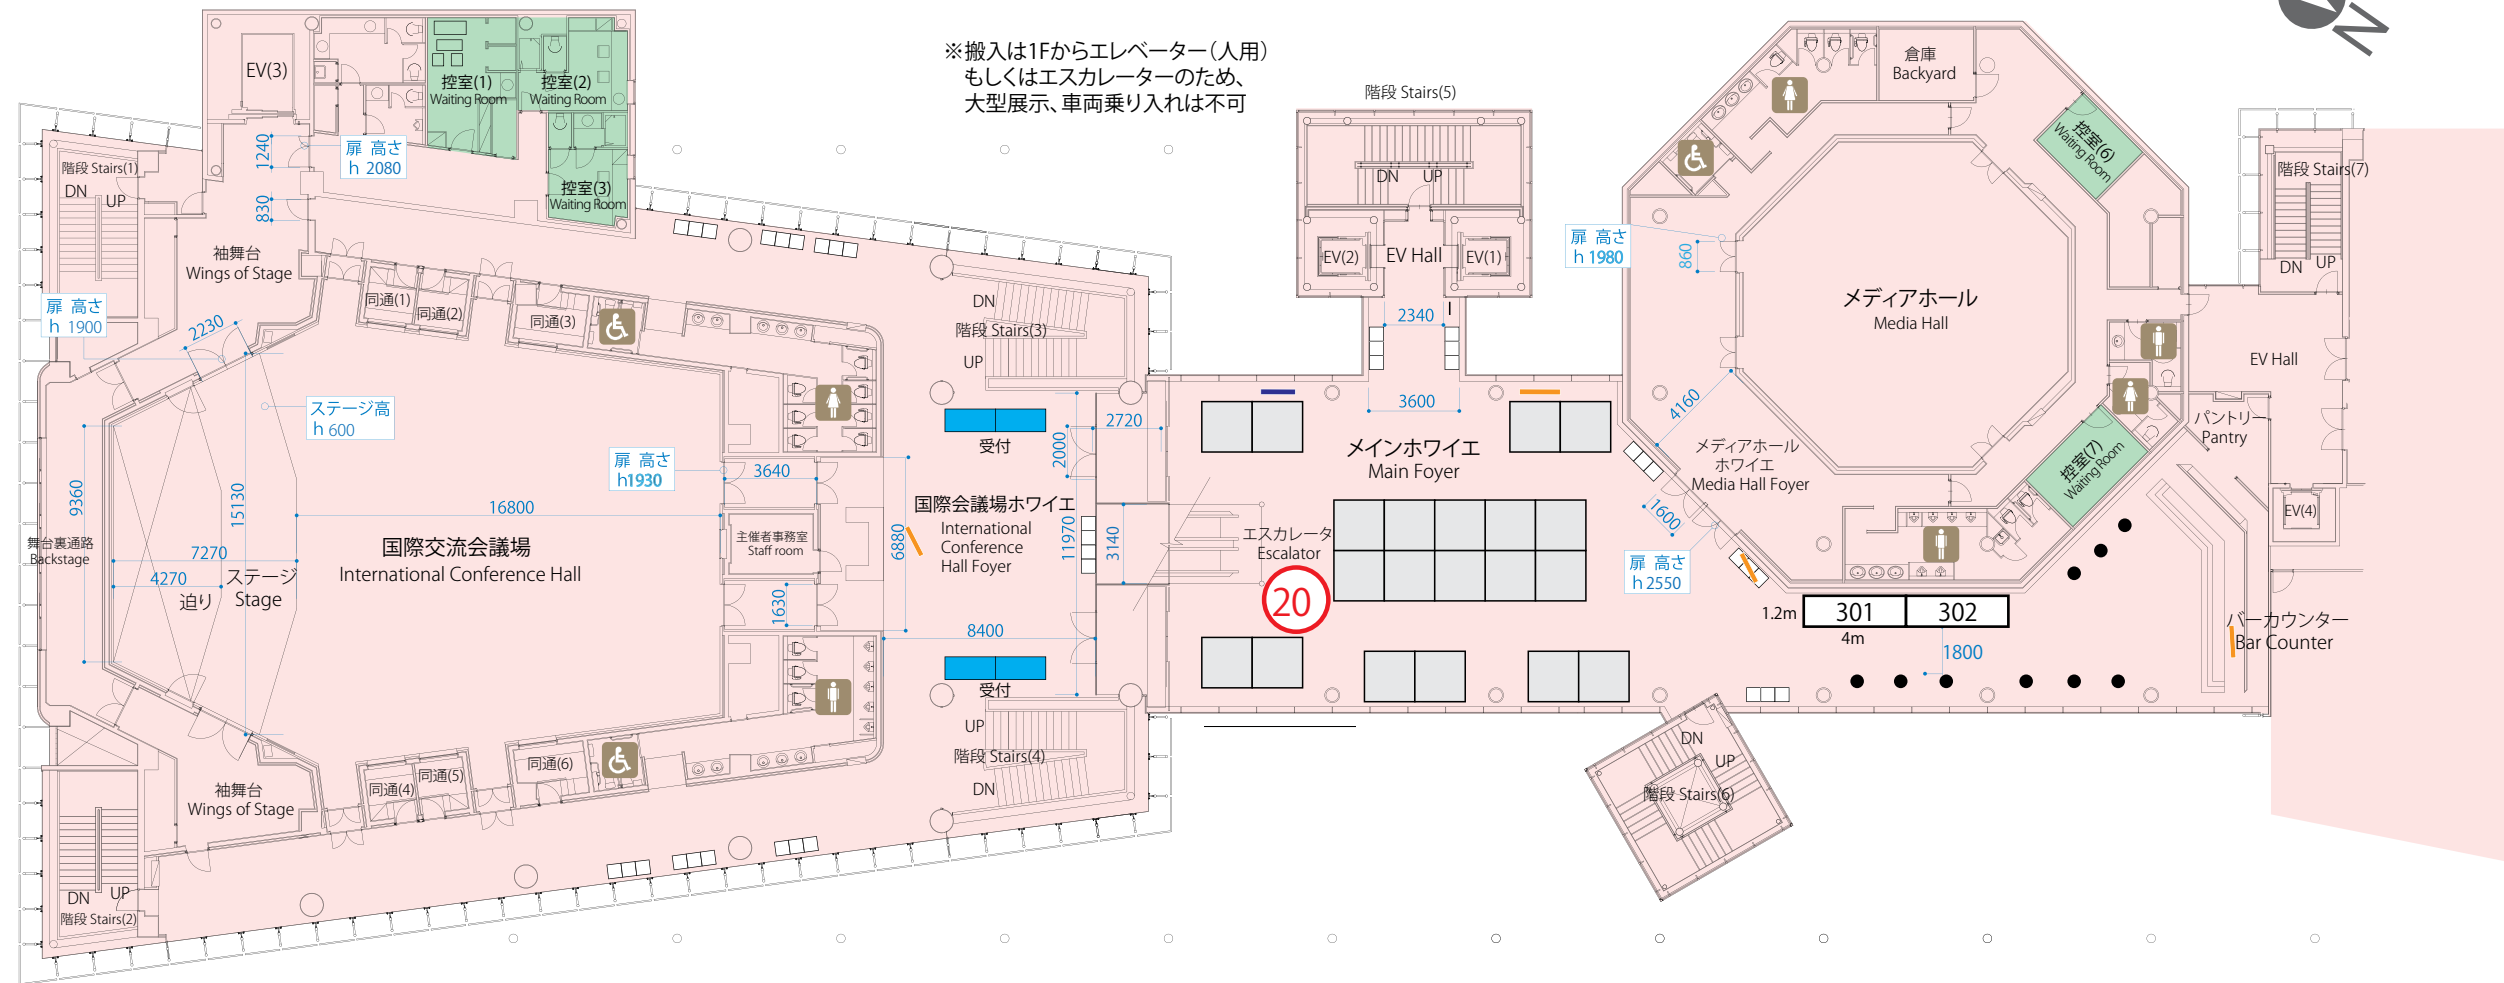 ※搬入は1Fからエレベーター（人用）
もしくはエスカレーターのため、
大型展示、車両乗り入れは不可
N
EV(3)
控室(1)
Waiting Room
控室(2)
Waiting Room
控室(3)
Waiting Room
1240
830
扉 高さ
h 2080
階段 Stairs(1)
DN
UP
袖舞台
Wings of Stage
扉 高さ
h 1900
2230
同通(1)
同通(2)
同通(3)
ステージ高
h 600
9360
15130
7270
4270
16800
迫り
ステージ
Stage
舞台裏通路
Backstage
国際交流会議場
International Conference Hall
扉 高さ
h1930
3640
主催者事務室
Staff room
1630
6880
袖舞台
Wings of Stage
同通(4)
同通(5)
同通(6)
DN
UP
階段 Stairs(2)
DN
階段 Stairs(3)
UP
受付
国際会議場ホワイエ
International
Conference
Hall Foyer
2000
2720
11970
3140
8400
受付
UP
階段 Stairs(4)
DN
階段 Stairs(5)
DN
UP
EV(2)
EV Hall
EV(1)
2340
3600
メインホワイエ
Main Foyer
エスカレータ
Escalator
20
倉庫
Backyard
控室(6)
Waiting Room
扉 高さ
h 1980
860
メディアホール
Media Hall
4160
メディアホール
ホワイエ
Media Hall Foyer
1600
扉 高さ
h 2550
控室(7)
Waiting Room
1.2m
301
302
4m
1800
階段 Stairs(7)
DN
UP
EV Hall
パントリー
Pantry
EV(4)
バーカウンター
Bar Counter
DN
UP
階段 Stairs(6)